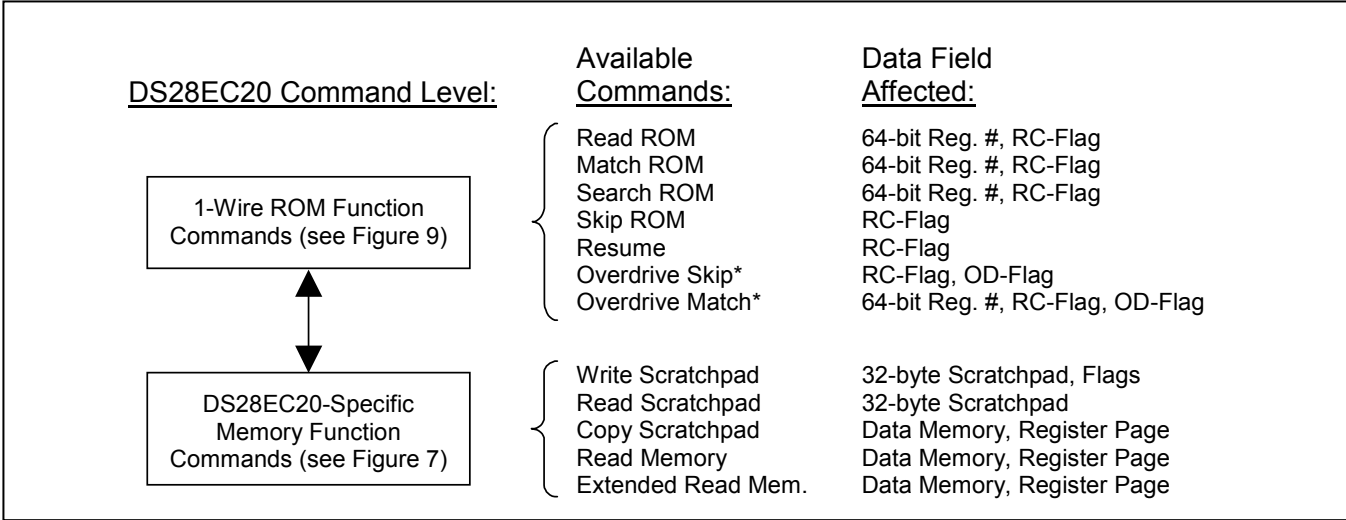 Available Data Field
DS28EC20 Command Level: Commands: Affected:
Read ROM 64-bit Reg. #, RC-Flag
Match ROM 64-bit Reg. #, RC-Flag
Search ROM 64-bit Reg. #, RC-Flag
1-Wire ROM Function Skip ROM RC-Flag
Commands (see Figure 9) Resume RC-Flag
Overdrive Skip* RC-Flag, OD-Flag
Overdrive Match* 64-bit Reg. #, RC-Flag, OD-Flag
Write Scratchpad 32-byte Scratchpad, Flags
DS28EC20-Specific Read Scratchpad 32-byte Scratchpad
Memory Function Copy Scratchpad Data Memory, Register Page
Commands (see Figure 7) Read Memory Data Memory, Register Page
Extended Read Mem. Data Memory, Register Page